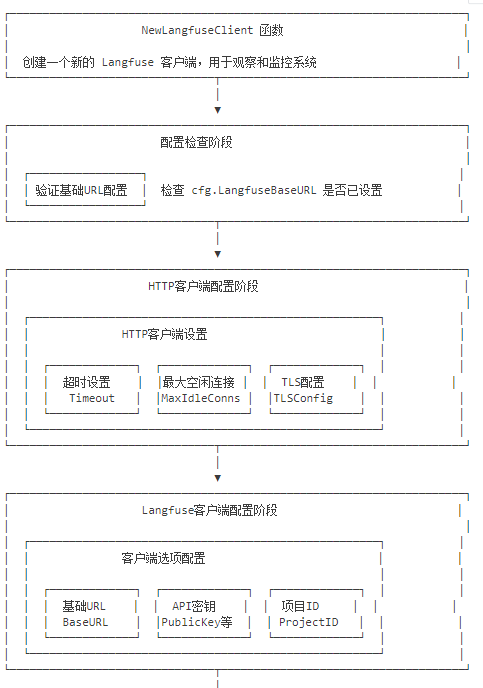 NewLangfuseClient 函数
创建一个新的 Langfuse 客户端，用于观察和监控系统
配置检查阶段
验证基础URL配置 检查 cfg.LangfuseBaseURL 是否已设置
HTTP客户端配置阶段
HTTP客户端设置
超时设置 最大空闲连接 TLS配置
Timeout MaxIdleConns TLSConfig
Langfuse客户端配置阶段
客户端选项配置
基础URL API密钥 项目ID
BaseURL PublicKey等 ProjectID